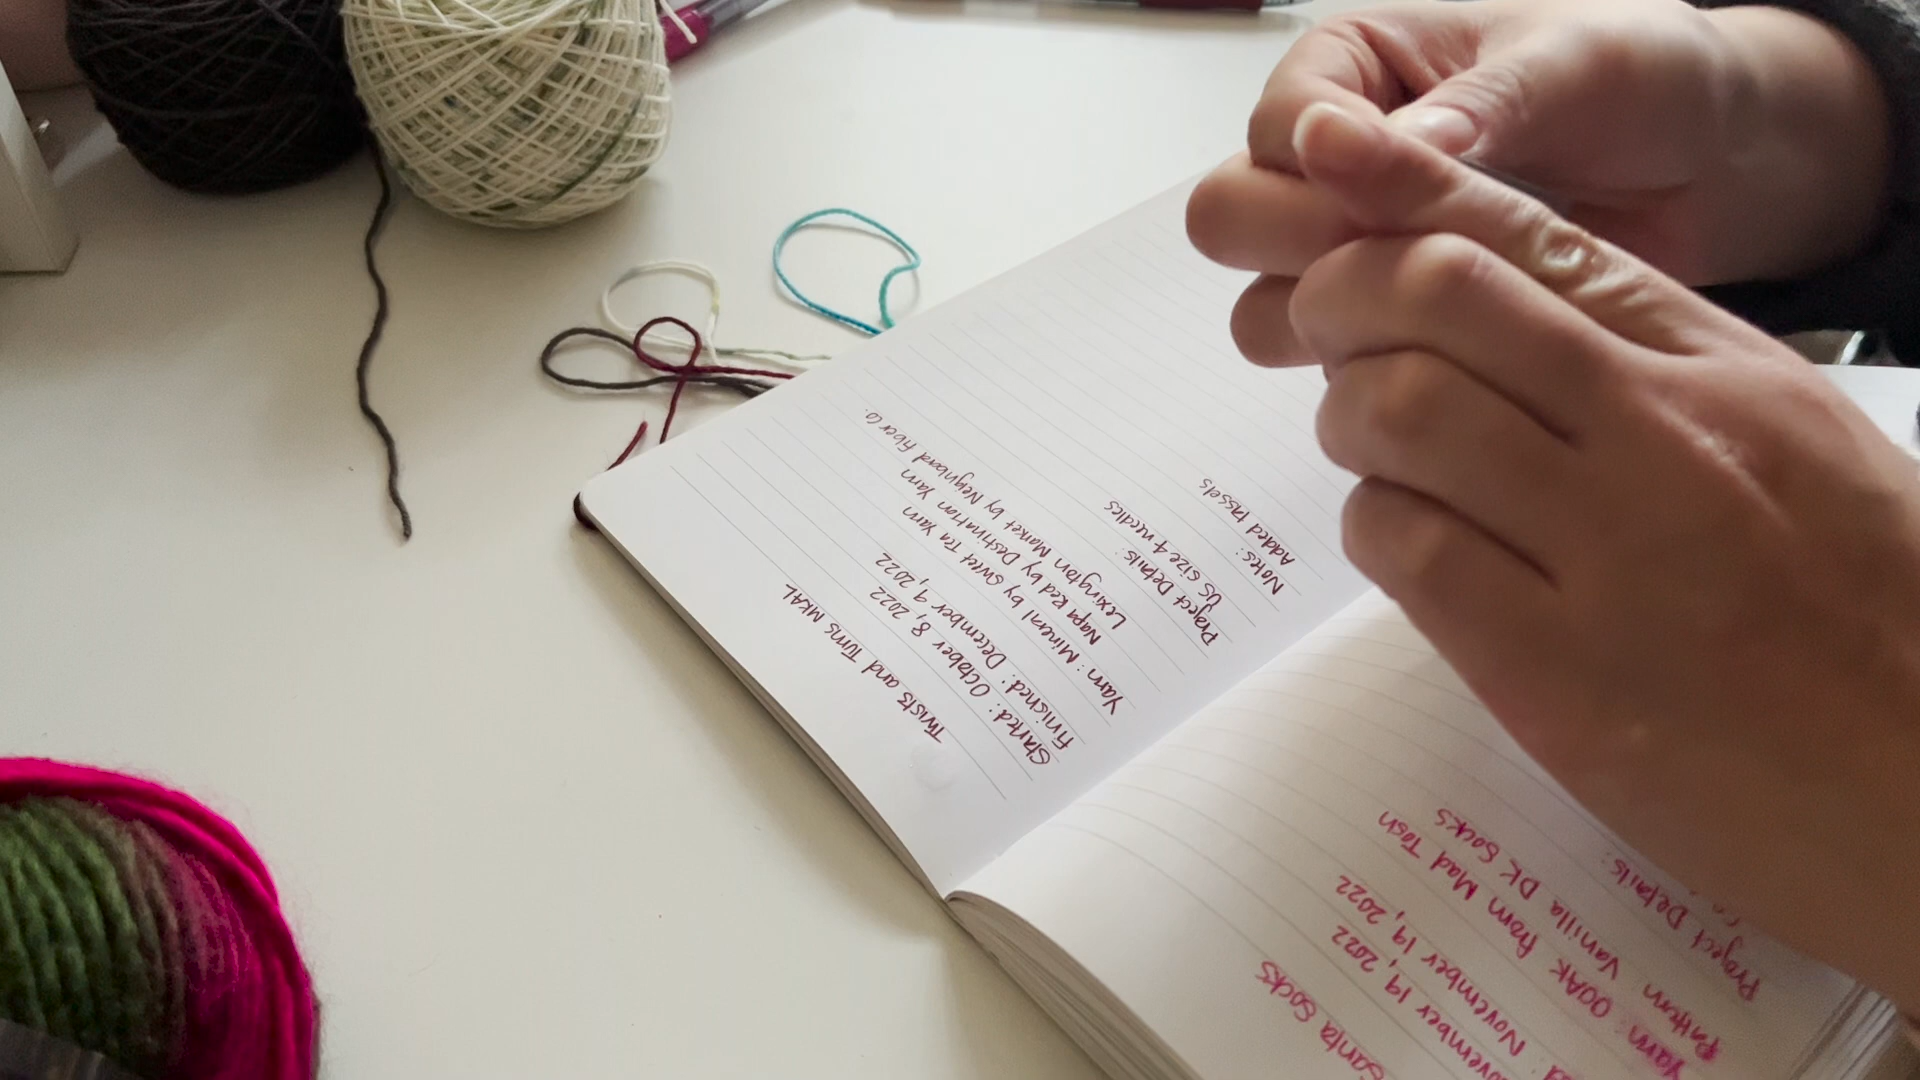 Twists and Turns MKAL
Started: October 8, 2022
Finished: December 9, 2022
Yarn: Mineral by Sweet Tea Yarn
Napa Red by Destination Yarn
Lexington Market by Neighborhood Fiber Co.
Project Details:
US size 4 needles
Notes:
Added tassels
Santa Socks
November 19, 2022
November 19, 2022
Yarn: OOAK from Mad Tosh
Pattern Vanilla DK Socks
Project Details: